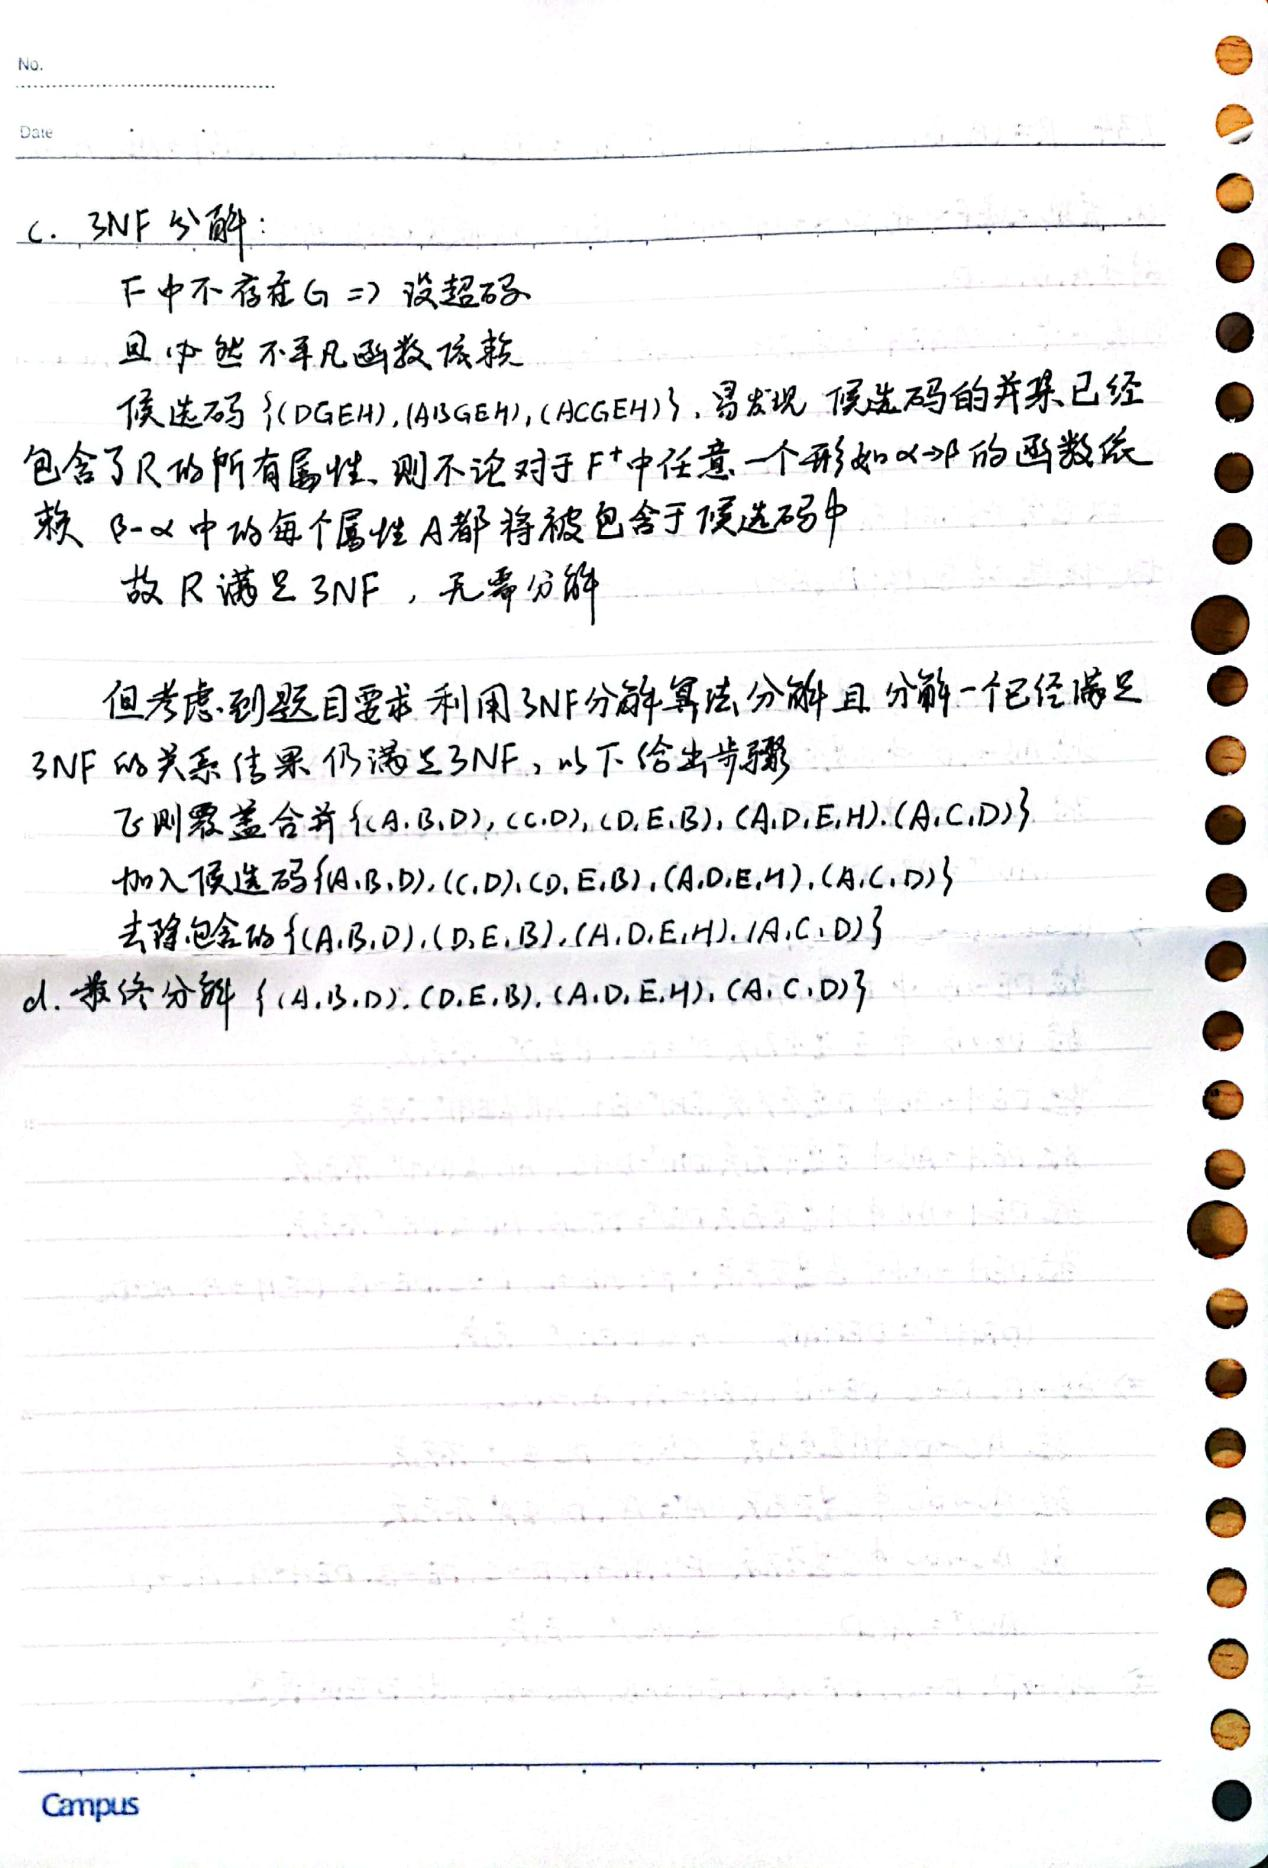 No.
Date
c. 3NF分解:
F中不存在G => 没超码
且必然不平凡函数依赖
候选码{(DGEH),(ABGEH),(ACGEH)}.易发现 候选码的并集已经
包含了R的所有属性、则不论对于F⁺中任意一个形如α→β的函数依
赖 β-α中的每个属性A都将被包含于候选码中
故R满足3NF,无需分解
但考虑到题目要求利用3NF分解算法分解且分解一个已经满足
3NF的关系结果仍满足3NF,以下给出步骤
正则覆盖合并{(A.B.D),(C.D),(D.E.B),(A.D.E.H).(A.C.D)}
加入候选码{(A.B.D).(C.D).(D.E.B).(A.D.E.H).(A.C.D)}
去除包含的{(A.B.D).(D.E.B).(A.D.E.H).(A.C.D)}
d.最终分解{(A.B.D).(D.E.B).(A.D.E.H).(A.C.D)}
Campus